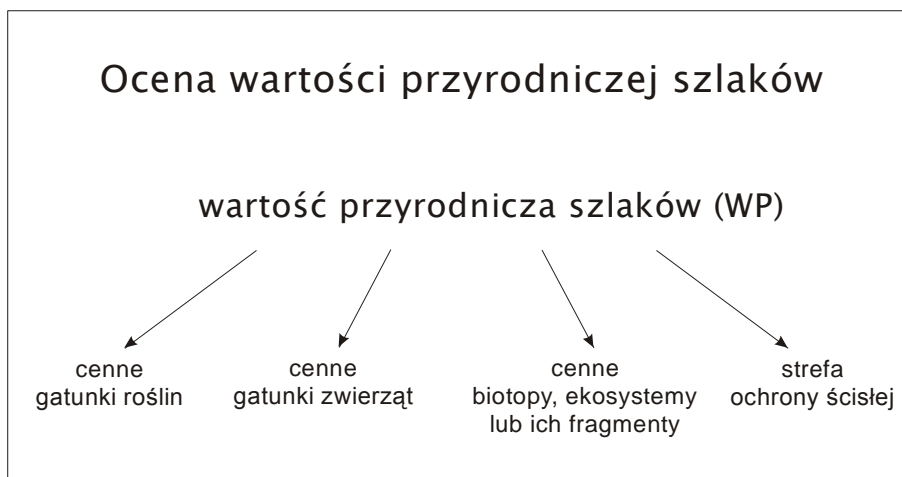 Ocena wartości przyrodniczej szlaków
wartość przyrodnicza szlaków (WP)
cenne
gatunki roślin
cenne
gatunki zwierząt
cenne
biotopy, ekosystemy
lub ich fragmenty
strefa
ochrony ścisłej